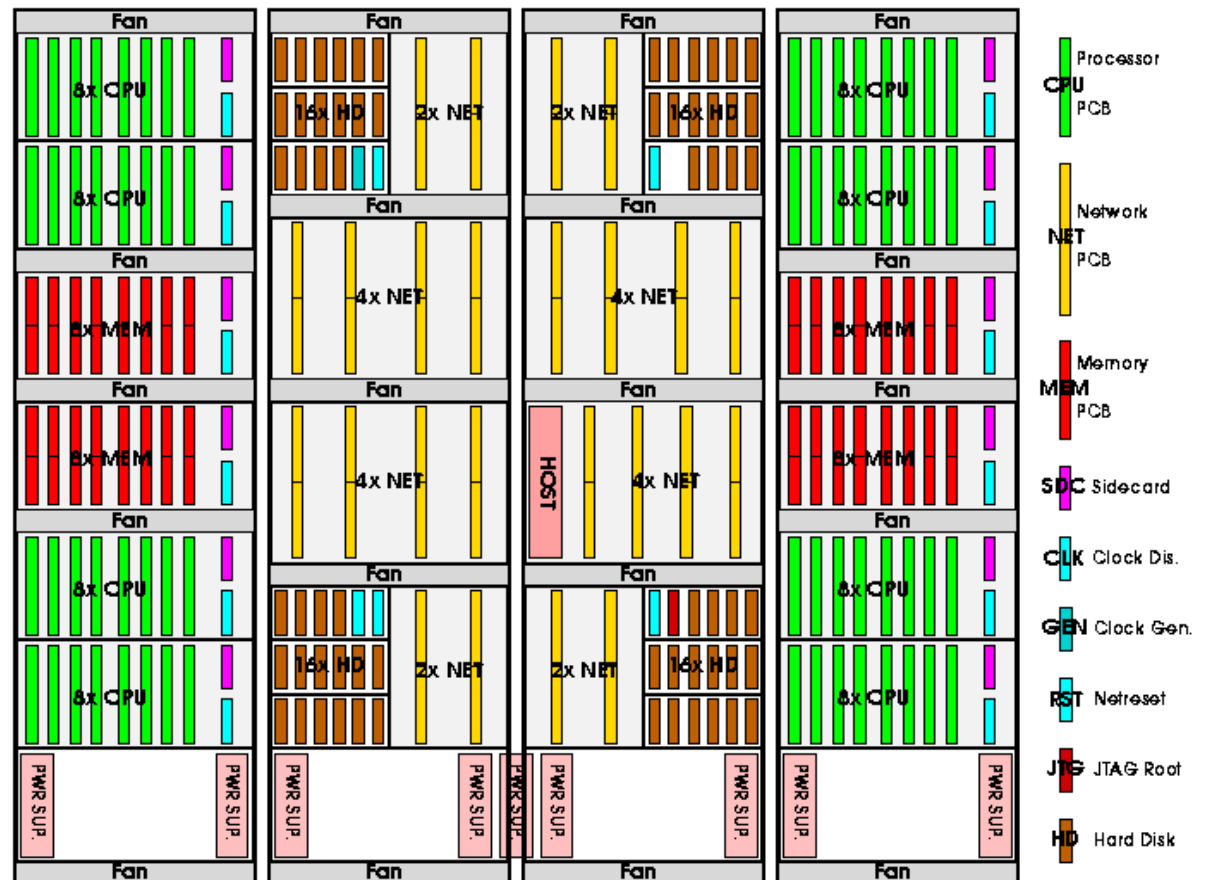 Fan
Fan
Fan
Fan
8x CPU
16x HD
2x NET
2x NET
16x HD
8x CPU
8x CPU
8x CPU
Fan
Fan
Fan
Fan
8x MEM
4x NET
4x NET
8x MEM
Fan
Fan
Fan
Fan
8x MEM
4x NET
HOST
4x NET
8x MEM
Fan
Fan
Fan
Fan
8x CPU
8x CPU
16x HD
2x NET
2x NET
16x HD
8x CPU
8x CPU
PWR SUP.
PWR SUP.
PWR SUP.
PWR SUP.
PWR SUP.
PWR SUP.
PWR SUP.
PWR SUP.
Fan
Fan
Fan
Fan
Processor
CPU
PCB
Network
NET
PCB
Memory
MEM
PCB
SDC Sidecard
CLK Clock Dis.
GEN Clock Gen.
RST Netreset
JTG JTAG Root
HD Hard Disk